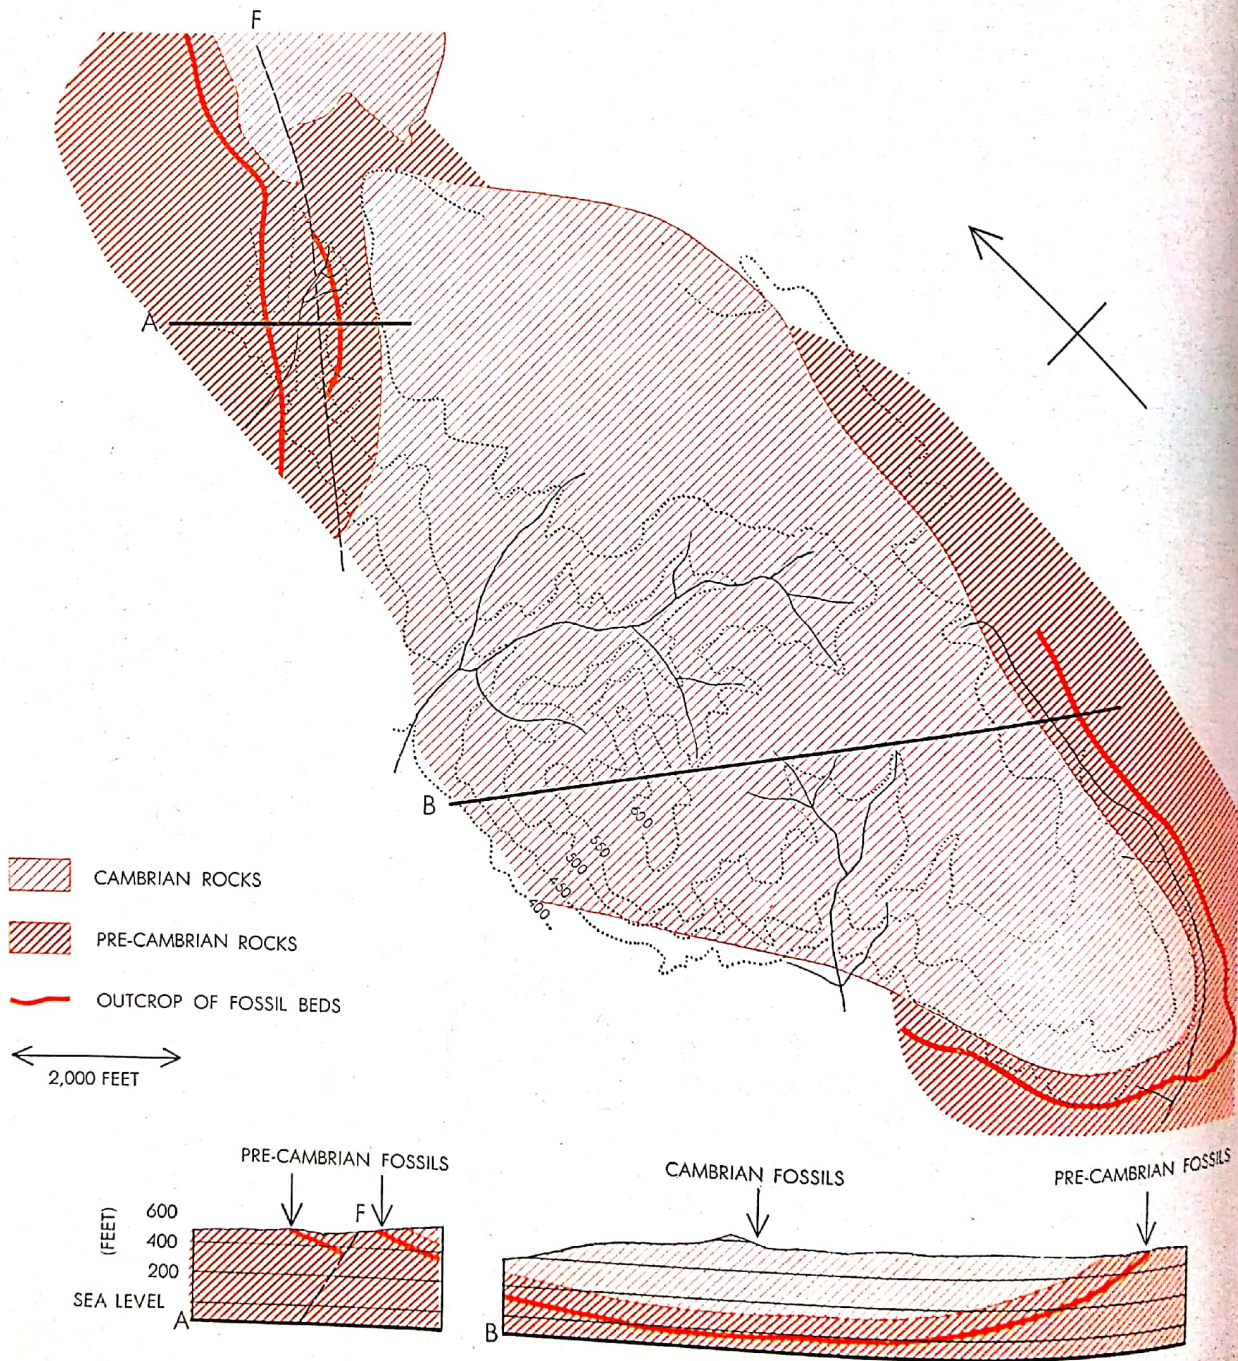 F
A
B
600
550
500
450
400
CAMBRIAN ROCKS
PRE-CAMBRIAN ROCKS
OUTCROP OF FOSSIL BEDS
2,000 FEET
PRE-CAMBRIAN FOSSILS
CAMBRIAN FOSSILS
PRE-CAMBRIAN FOSSILS
F
(FEET)
600
400
200
SEA LEVEL
A
B